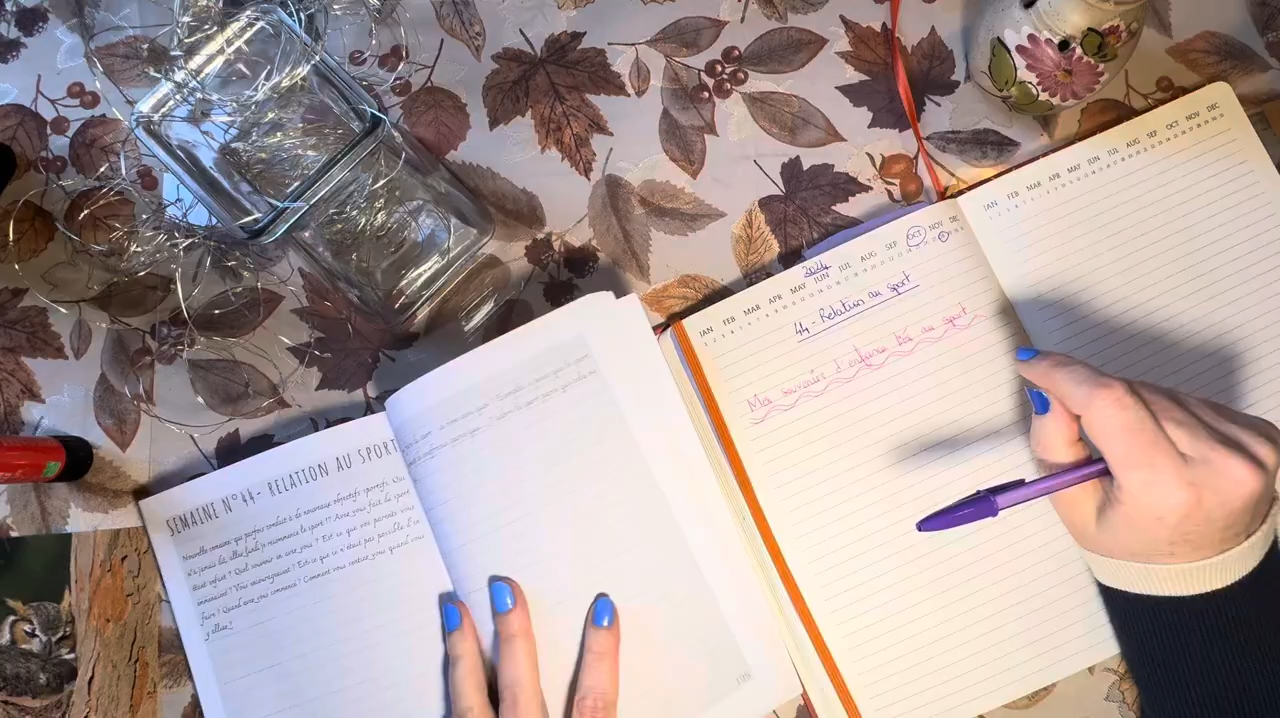 SEMAINE N°44- RELATION AU SPORT
Nouvelle semaine qui parfois conduit à de nouveaux objectifs sportifs. Qui
n'a jamais dit, allez lundi je recommence le sport !? Avez vous fait du sport
étant enfant ? Quel souvenir en avez vous ? Est ce que vos parents vous
emmenaient ? Vous encourageaient ? Est-ce que ce n'était pas possible d'en
faire ? Quand avez vous commencé ? Comment vous sentiez vous quand vous
y alliez ?
JAN FEB MAR APR MAY JUN JUL AUG SEP OCT NOV DEC
2024
44 - Relation au sport
Mes souvenirs d'enfance liés au sport
JAN FEB MAR APR MAY JUN JUL AUG SEP OCT NOV DEC